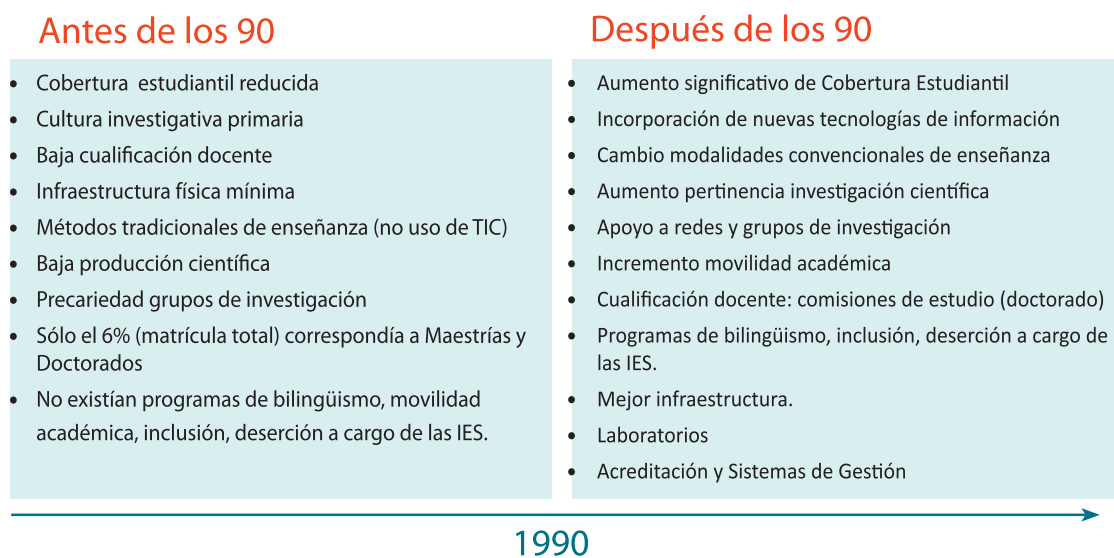 Antes de los 90
• Cobertura estudiantil reducida
• Cultura investigativa primaria
• Baja cualificación docente
• Infraestructura física mínima
• Métodos tradicionales de enseñanza (no uso de TIC)
• Baja producción científica
• Precariedad grupos de investigación
• Sólo el 6% (matrícula total) correspondía a Maestrías y
Doctorados
• No existían programas de bilingüismo, movilidad
académica, inclusión, deserción a cargo de las IES.
Después de los 90
• Aumento significativo de Cobertura Estudiantil
• Incorporación de nuevas tecnologías de información
• Cambio modalidades convencionales de enseñanza
• Aumento pertinencia investigación científica
• Apoyo a redes y grupos de investigación
• Incremento movilidad académica
• Cualificación docente: comisiones de estudio (doctorado)
• Programas de bilingüismo, inclusión, deserción a cargo de
las IES.
• Mejor infraestructura.
• Laboratorios
• Acreditación y Sistemas de Gestión
1990